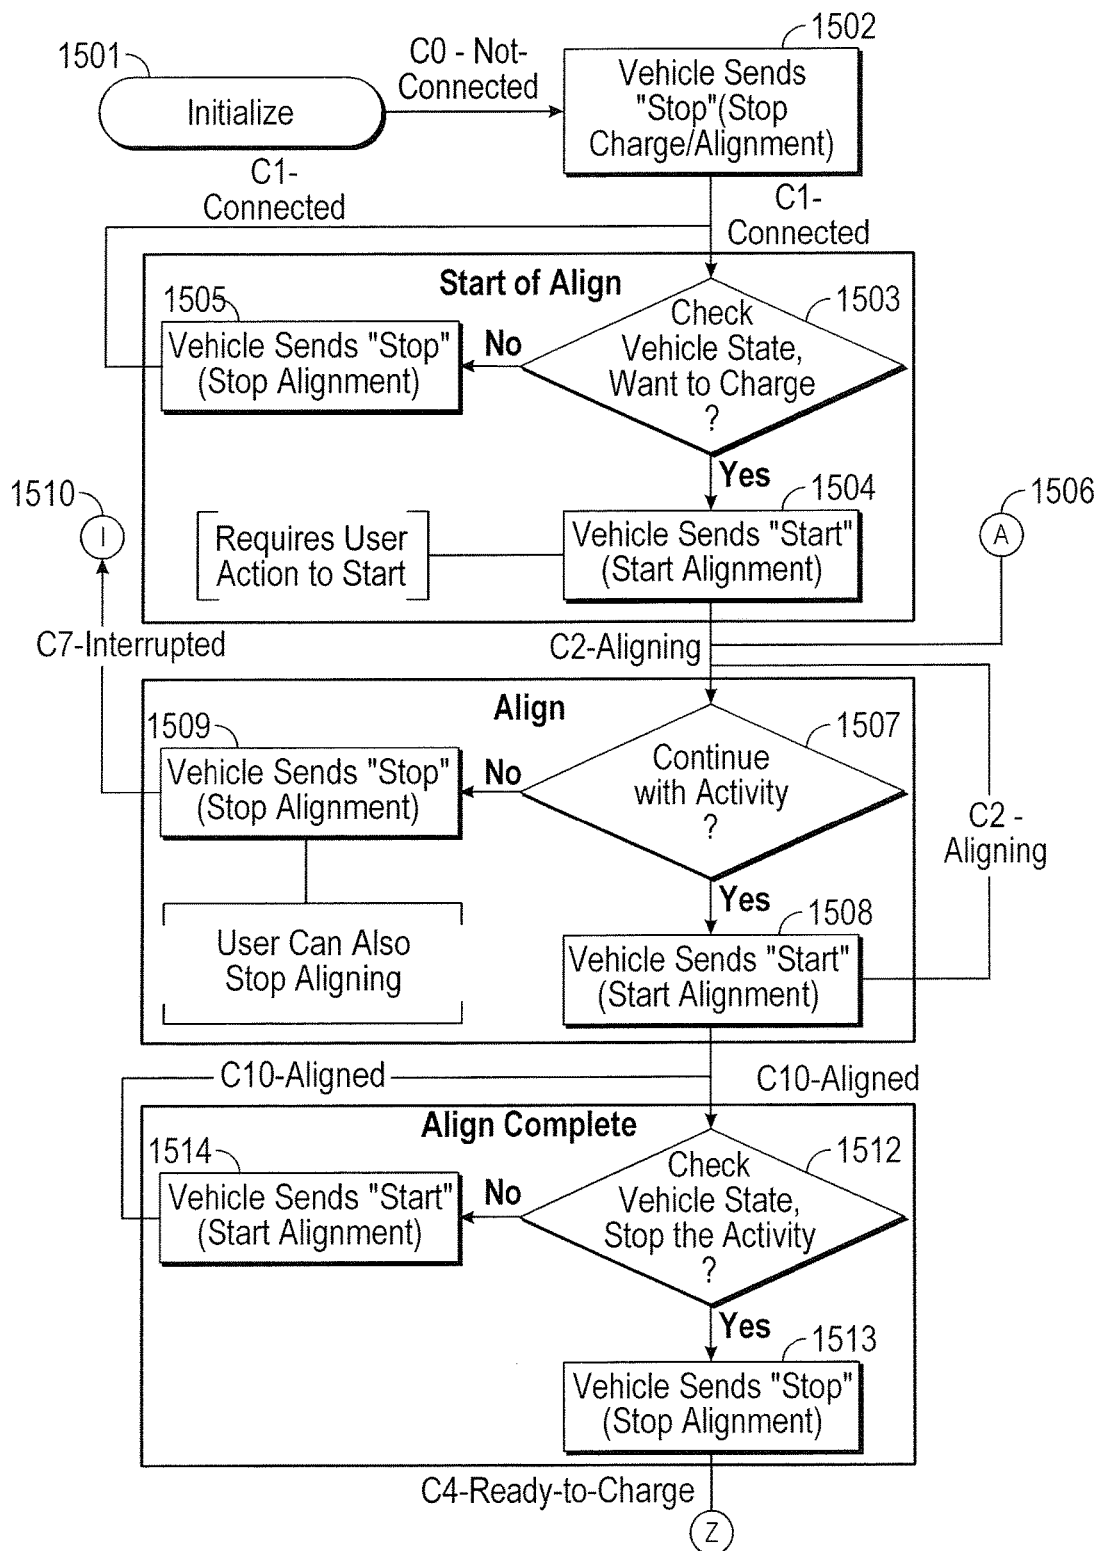 1501
Initialize
C0 - Not-
Connected
1502
Vehicle Sends
"Stop"(Stop
Charge/Alignment)
C1-
Connected
C1-
Connected
Start of Align
1505
Vehicle Sends "Stop"
(Stop Alignment)
No
1503
Check
Vehicle State,
Want to Charge
?
Yes
1510
I
1504
1506
A
Requires User
Action to Start
Vehicle Sends "Start"
(Start Alignment)
C7-Interrupted
C2-Aligning
Align
1509
Vehicle Sends "Stop"
(Stop Alignment)
No
1507
Continue
with Activity
?
C2 -
Aligning
Yes
User Can Also
Stop Aligning
1508
Vehicle Sends "Start"
(Start Alignment)
C10-Aligned
C10-Aligned
Align Complete
1514
Vehicle Sends "Start"
(Start Alignment)
No
1512
Check
Vehicle State,
Stop the Activity
?
Yes
1513
Vehicle Sends "Stop"
(Stop Alignment)
C4-Ready-to-Charge
Z